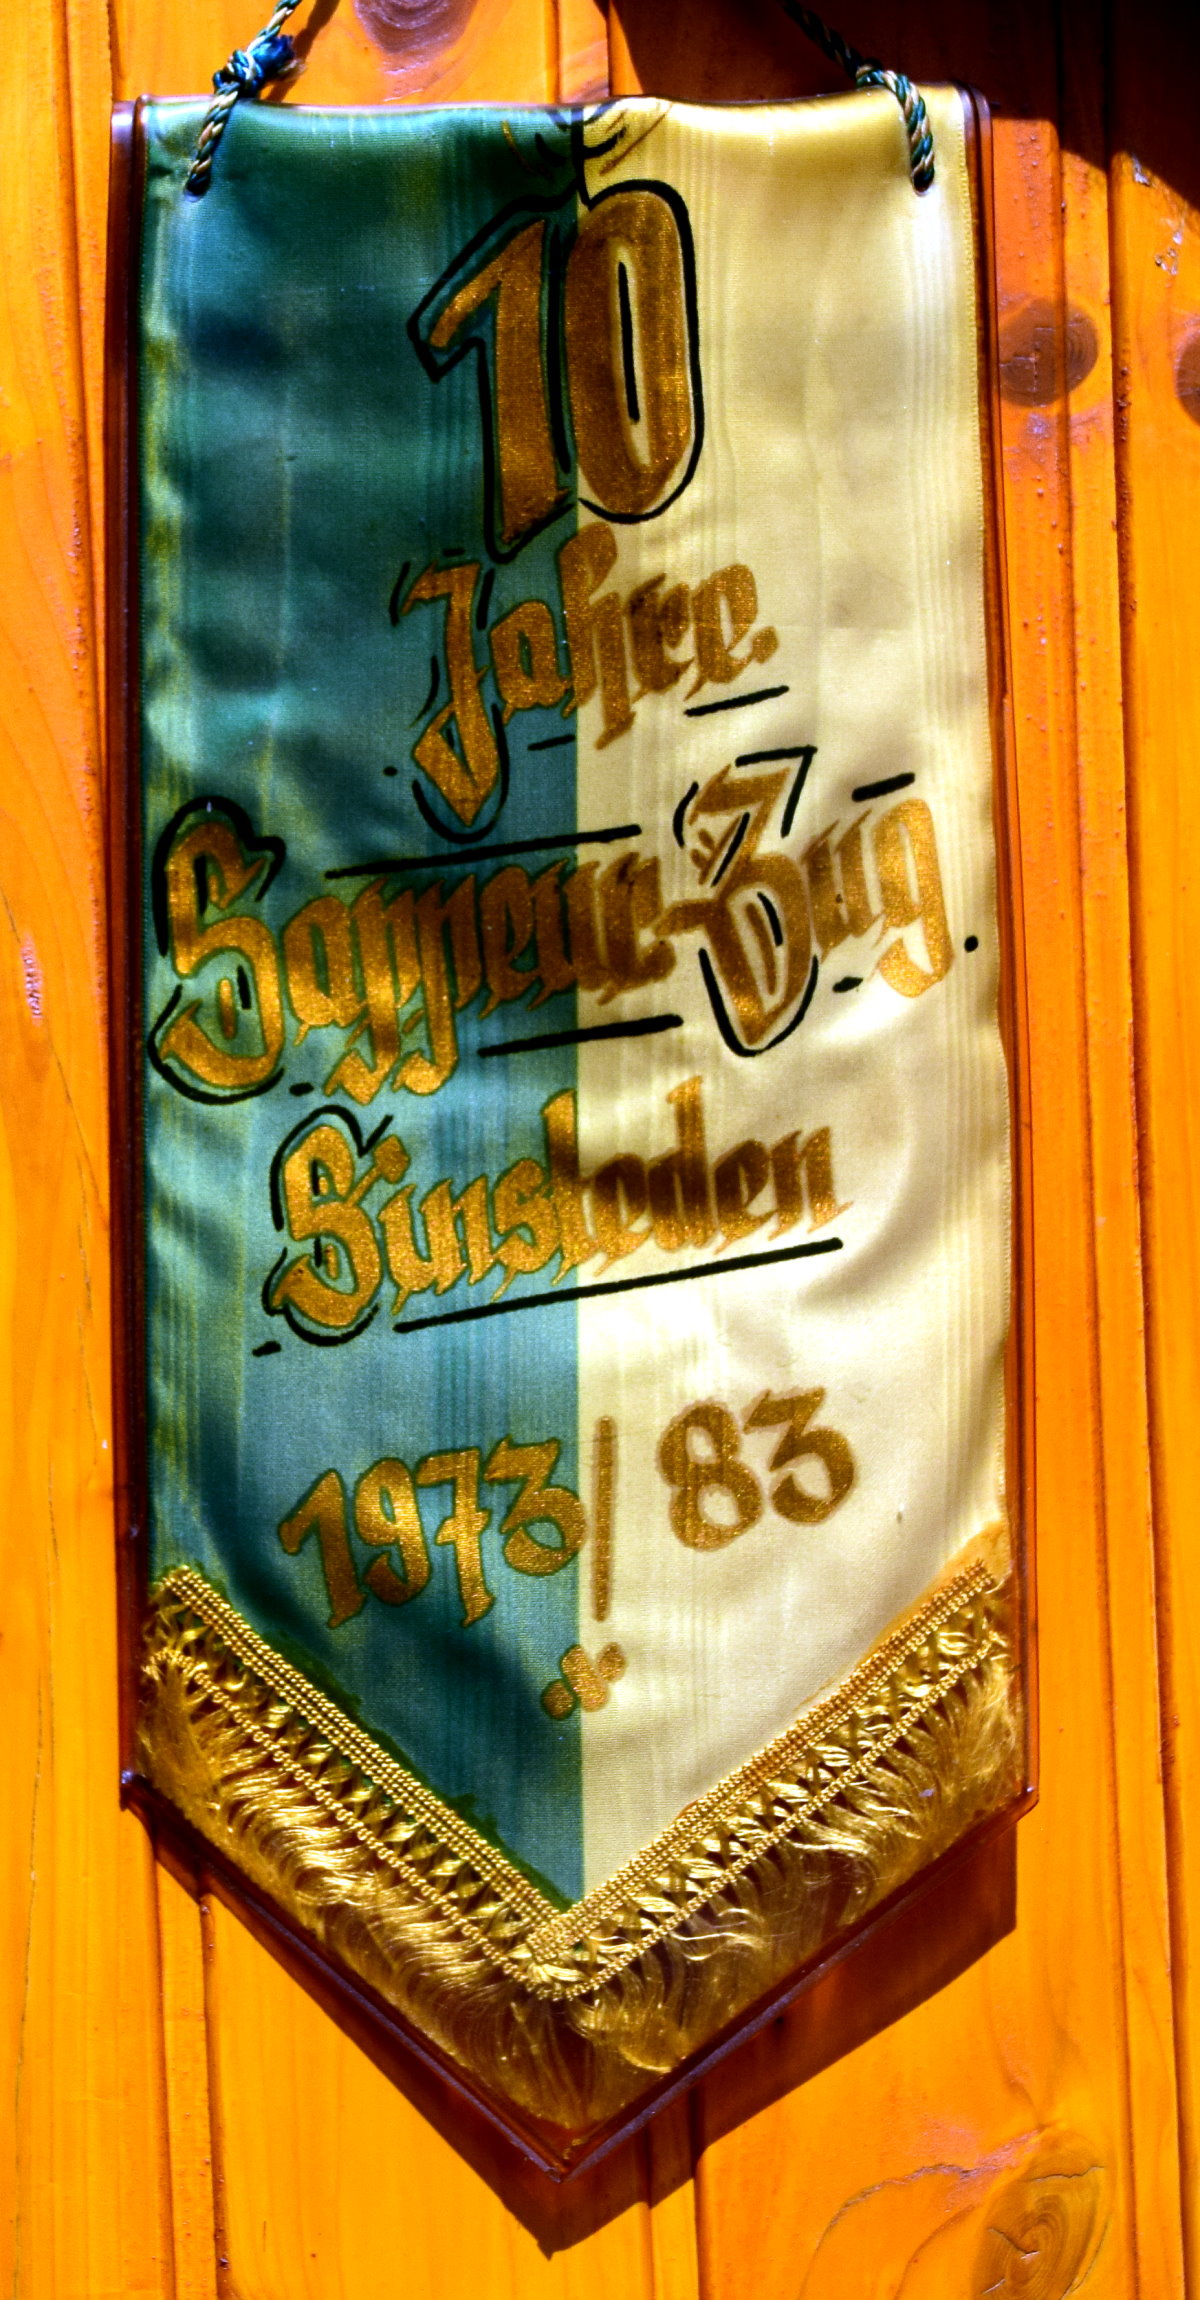 10
Jahre
Sappeur-Zug
Sinsteden
1973/83